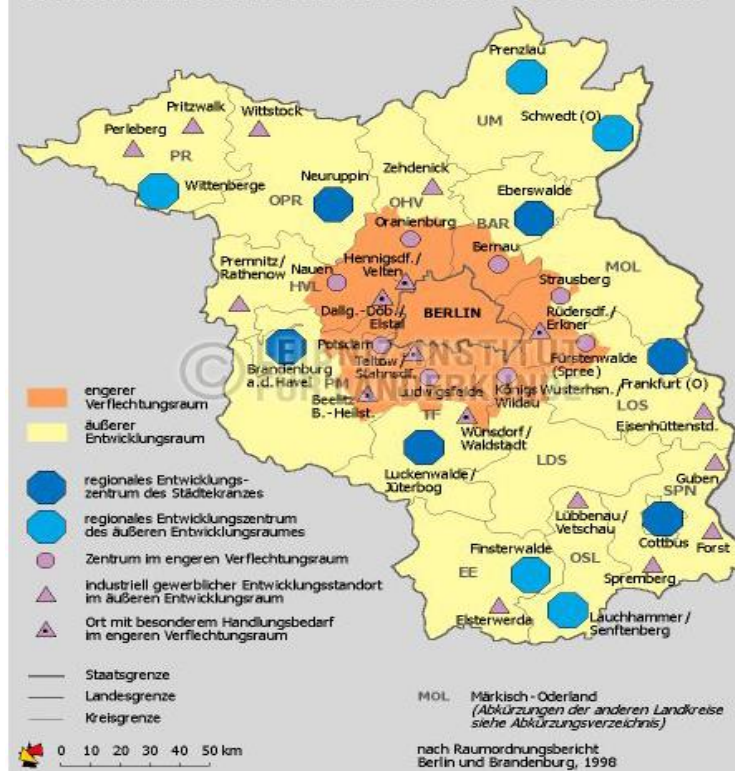 Prenzlau
UM
Schwedt (O)
Pritzwalk
Wittstock
Perleberg
PR
Wittenberge
Neuruppin
OPR
Zehdenick
OHV
Eberswalde
BAR
Oranienburg
Bernau
MOL
Premnitz/
Rathenow
Nauen
HVL
Hennigsdf./
Velten
Strausberg
Dallg.-Döb./
Elstal
BERLIN
Rüdersdf./
Erkner
Potsdam
Teltow/
Stahnsdf.
Fürstenwalde
(Spree)
Frankfurt (O)
Brandenburg
a.d.Havel
PM
Ludwigsfelde
Königs
Wusterhsn./
Wildau
LOS
Beelitz
B.-Heilst.
TF
Eisenhüttenstd.
Wünsdorf/
Waldstadt
Luckenwalde/
Jüterbog
LDS
Guben
SPN
Lübbenau/
Vetschau
Cottbus
Forst
Finsterwalde
OSL
EE
Spremberg
Elsterwerda
Lauchhammer/
Senftenberg
© LEIBNIZ-INSTITUT
FÜR LÄNDERKUNDE
engerer
Verflechtungsraum
äußerer
Entwicklungsraum
regionales Entwicklungs-
zentrum des Städtekranzes
regionales Entwicklungszentrum
des äußeren Entwicklungsraumes
Zentrum im engeren Verflechtungsraum
industriell gewerblicher Entwicklungsstandort
im äußeren Entwicklungsraum
Ort mit besonderem Handlungsbedarf
im engeren Verflechtungsraum
Staatsgrenze
Landesgrenze
Kreisgrenze
0 10 20 30 40 50 km
MOL Märkisch-Oderland
(Abkürzungen der anderen Landkreise
siehe Abkürzungsverzeichnis)
nach Raumordnungsbericht
Berlin und Brandenburg, 1998